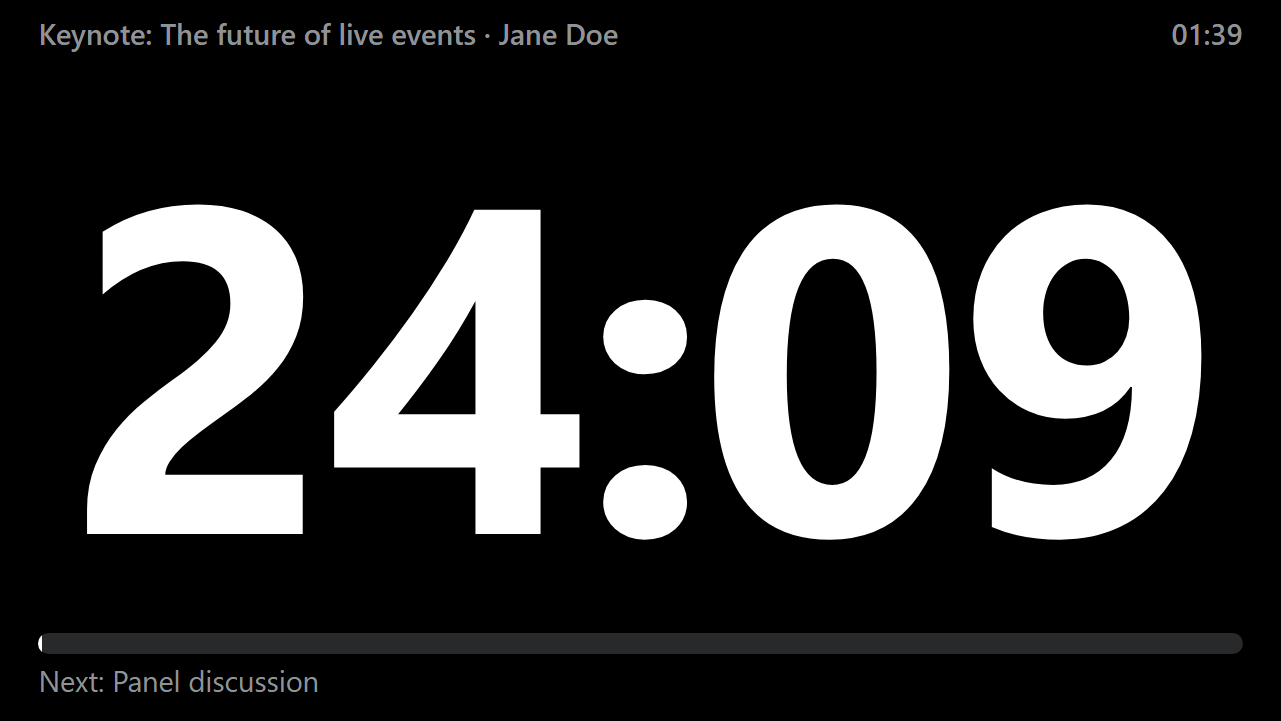 Keynote: The future of live events · Jane Doe
01:39
24:09
Next: Panel discussion